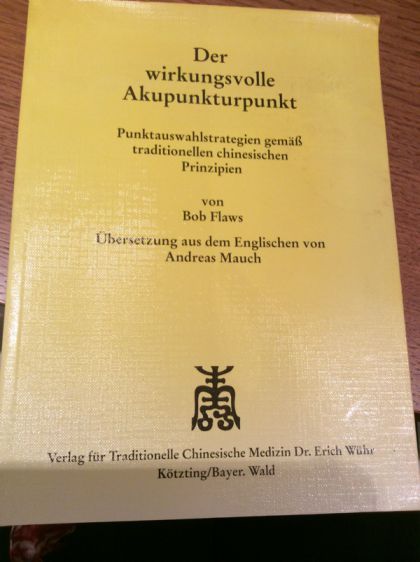 Der
wirkungsvolle
Akupunkturpunkt
Punktauswahlstrategien gemäß
traditionellen chinesischen
Prinzipien
von
Bob Flaws
Übersetzung aus dem Englischen von
Andreas Mauch
Verlag für Traditionelle Chinesische Medizin Dr. Erich Wühr
Kötzting/Bayer. Wald